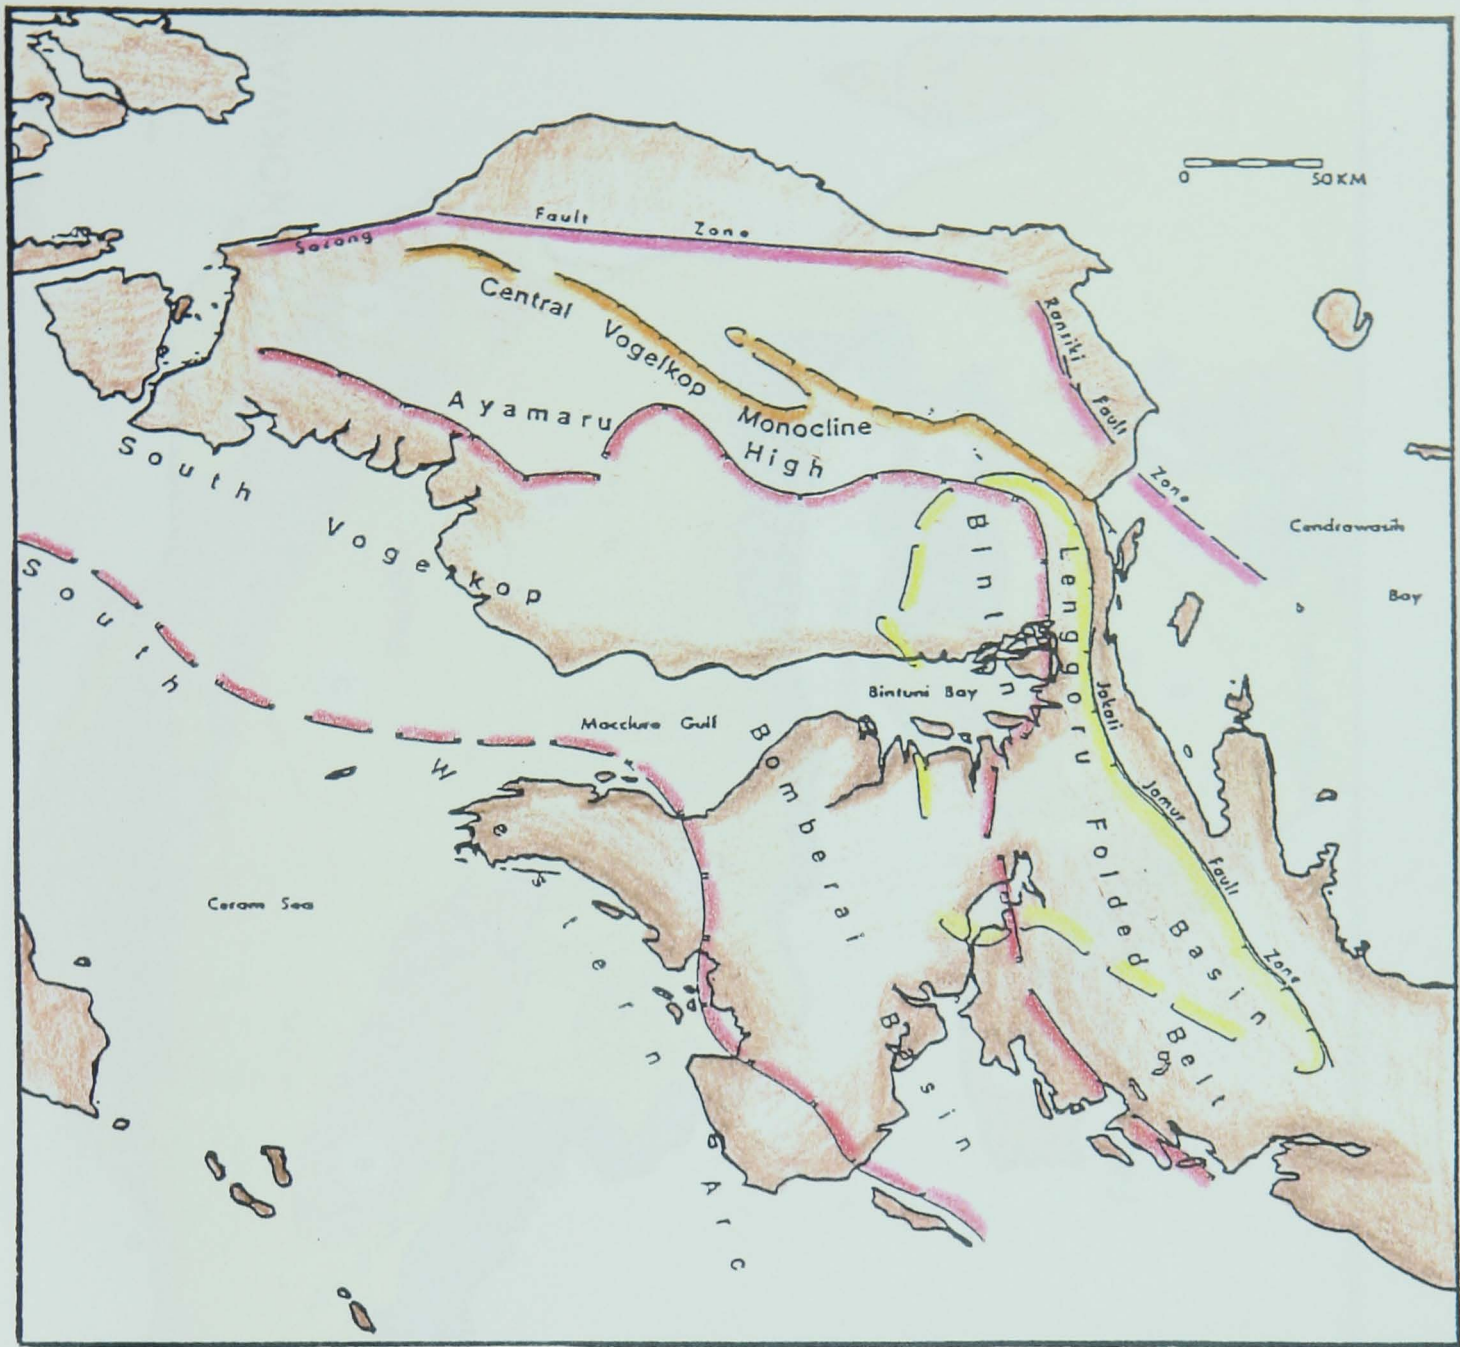 0 50KM
Sorong Fault Zone
Central Vogelkop Monocline
Ransiki Fault Zone
Ayamaru High
South Vogelkop
Cendrawasih
Bay
Bintuni Basin
Lengguru Folded Belt
Jakati Jamur Fault Zone
Bintuni Bay
Macclure Gulf
South Western Arc
Bomberai Basin
Ceram Sea